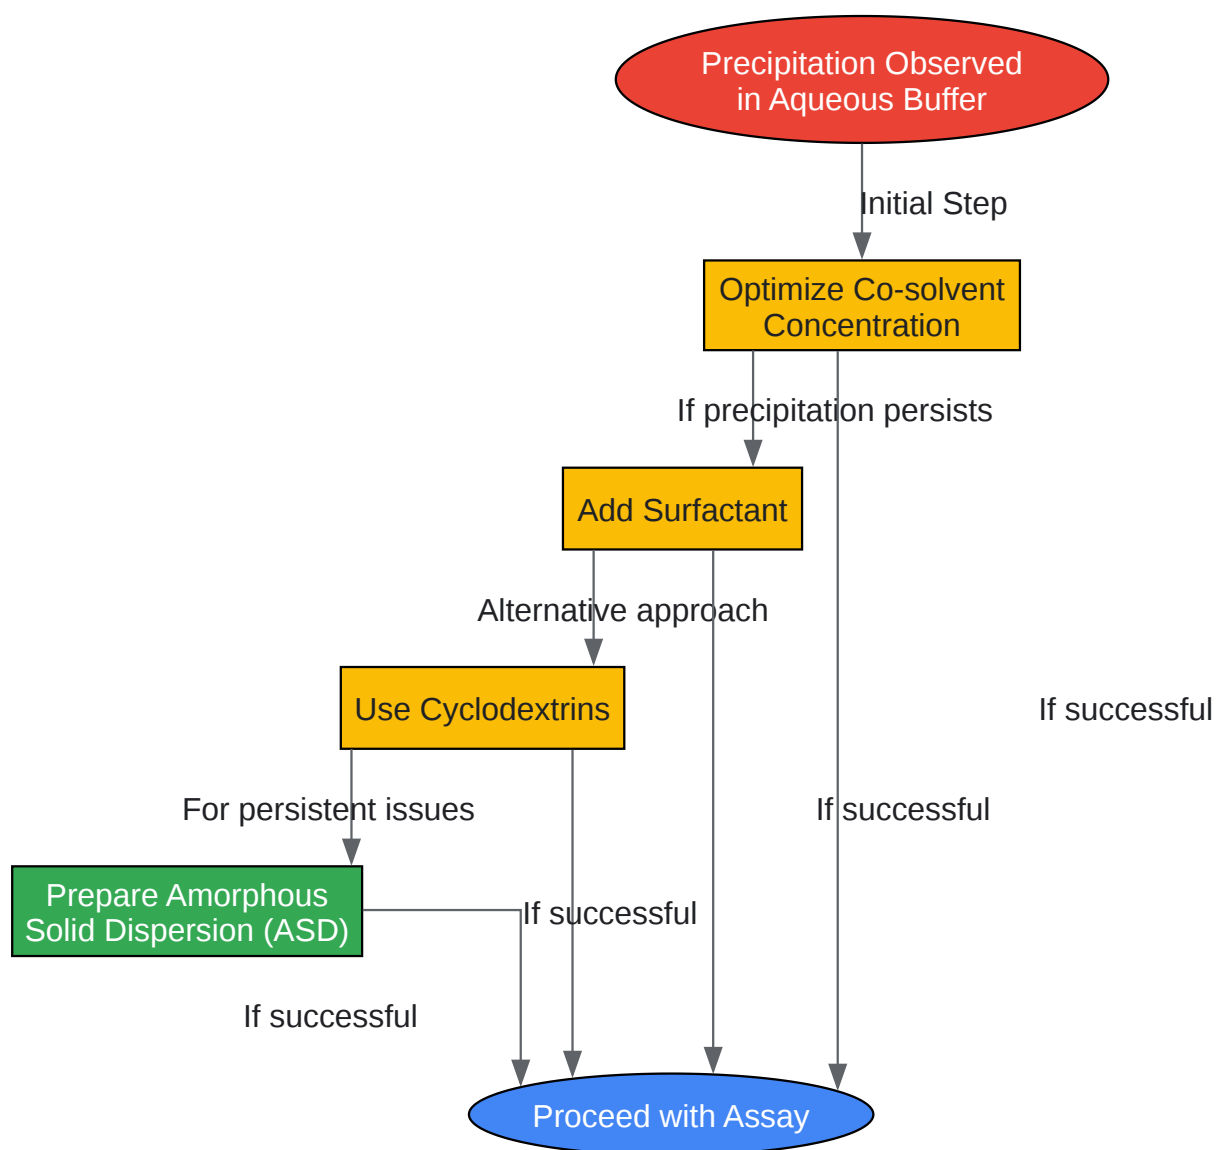 Precipitation Observed
in Aqueous Buffer
Initial Step
Optimize Co-solvent
Concentration
If precipitation persists
Add Surfactant
Alternative approach
Use Cyclodextrins
If successful
For persistent issues
If successful
Prepare Amorphous
Solid Dispersion (ASD)
If successful
If successful
Proceed with Assay